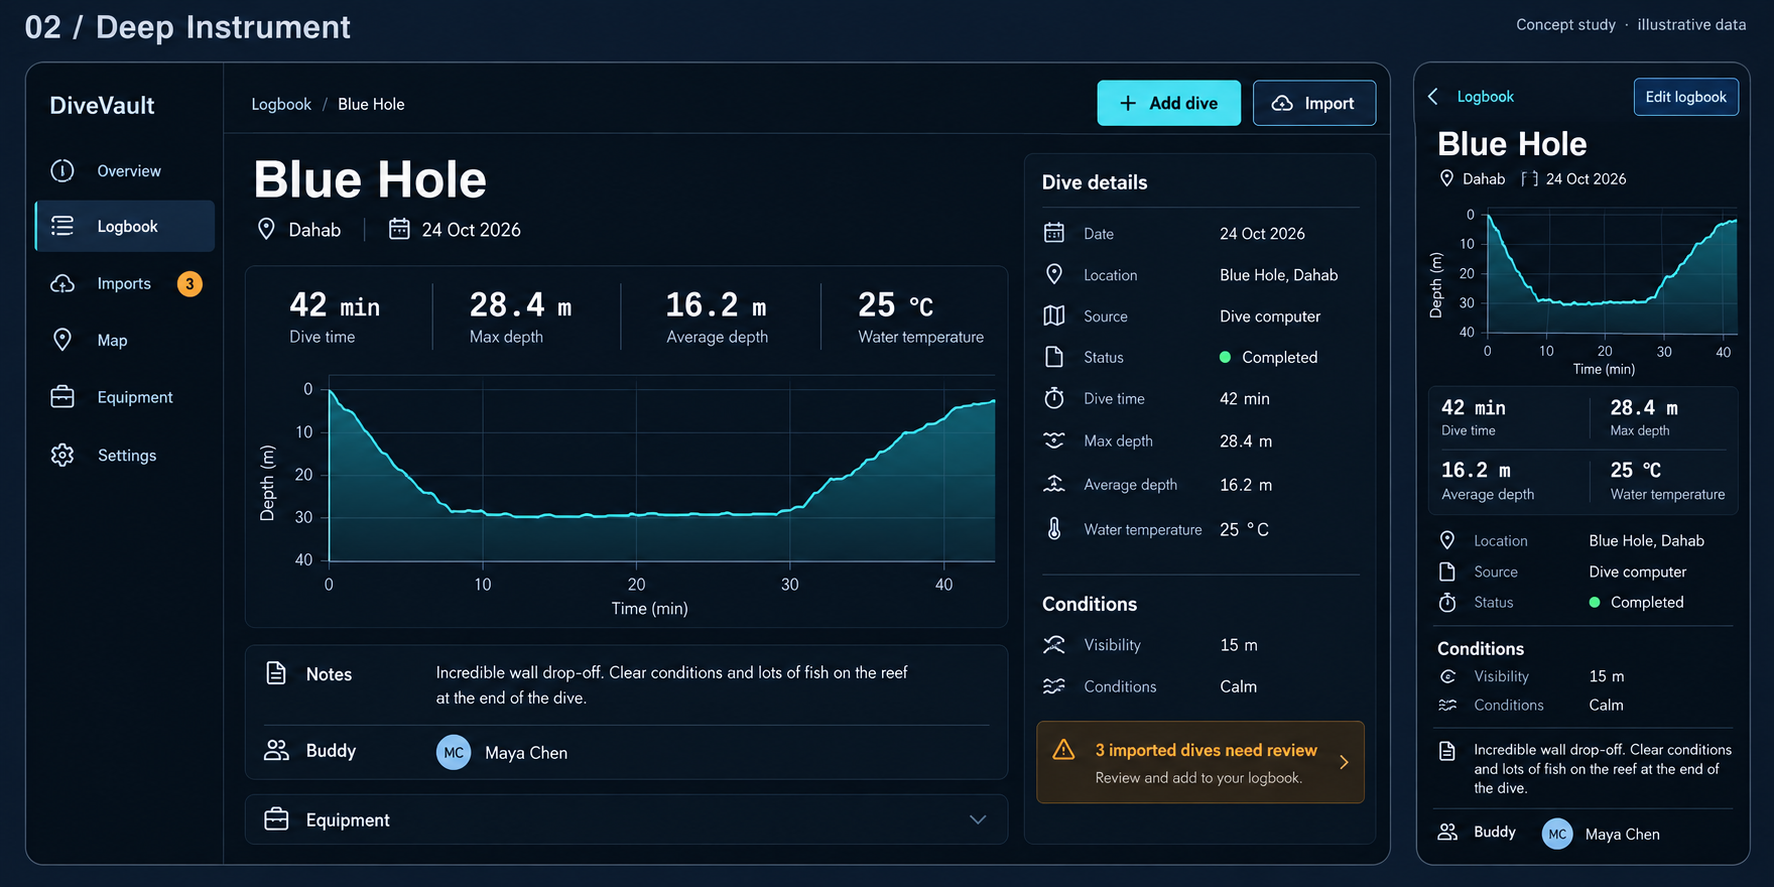 02 / Deep Instrument
Concept study · illustrative data
DiveVault
Overview
Logbook
Imports 3
Map
Equipment
Settings
Logbook / Blue Hole
+ Add dive
Import
Blue Hole
Dahab
24 Oct 2026
42 min
Dive time
28.4 m
Max depth
16.2 m
Average depth
25 °C
Water temperature
Depth (m)
0
10
20
30
40
0 10 20 30 40
Time (min)
Notes
Incredible wall drop-off. Clear conditions and lots of fish on the reef
at the end of the dive.
Buddy
MC
Maya Chen
Equipment
Dive details
Date 24 Oct 2026
Location Blue Hole, Dahab
Source Dive computer
Status Completed
Dive time 42 min
Max depth 28.4 m
Average depth 16.2 m
Water temperature 25 °C
Conditions
Visibility 15 m
Conditions Calm
3 imported dives need review
Review and add to your logbook.
Logbook
Edit logbook
Blue Hole
Dahab
24 Oct 2026
Depth (m)
0
10
20
30
40
0 10 20 30 40
Time (min)
42 min
Dive time
28.4 m
Max depth
16.2 m
Average depth
25 °C
Water temperature
Location Blue Hole, Dahab
Source Dive computer
Status Completed
Conditions
Visibility 15 m
Conditions Calm
Incredible wall drop-off. Clear conditions
and lots of fish on the reef at the end of
the dive.
Buddy
MC
Maya Chen